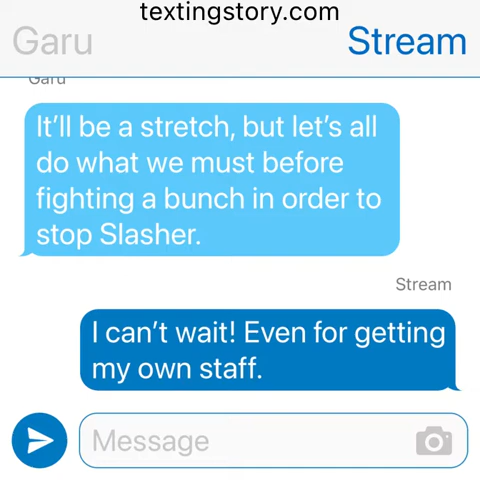 textingstory.com
Garu
Stream
Garu
It’ll be a stretch, but let’s all
do what we must before
fighting a bunch in order to
stop Slasher.
Stream
I can’t wait! Even for getting
my own staff.
Message